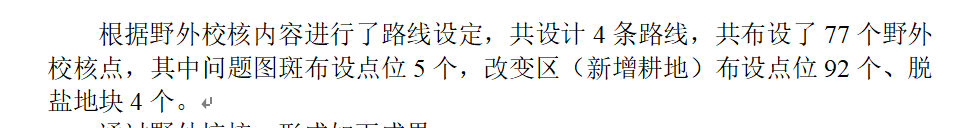 根据野外校核内容进行了路线设定，共设计 4 条路线，共布设了 77 个野外
校核点，其中问题图斑布设点位 5 个，改变区（新增耕地）布设点位 92 个、脱
盐地块 4 个。